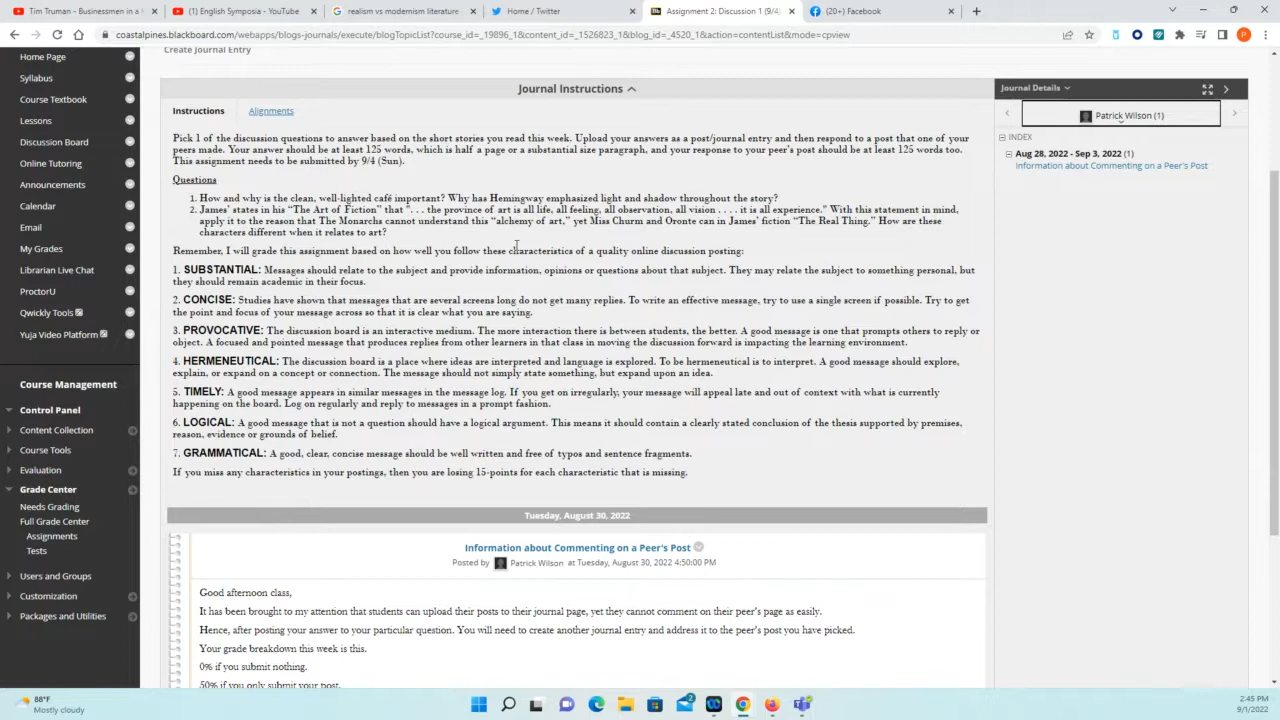 Tim Truman - Businessmen in a
(1) English Symposia - YouTube
realism vs modernism literature
Home / Twitter
Assignment 2: Discussion 1 (9/4)
(20+) Facebook
coastalpines.blackboard.com/webapps/blogs-journals/execute/blogTopicList?course_id=_19896_1&content_id=_1526823_1&blog_id=_4520_1&action=contentList&mode=cpview
Create Journal Entry
Home Page
Syllabus
Course Textbook
Lessons
Discussion Board
Online Tutoring
Announcements
Calendar
Email
My Grades
Librarian Live Chat
ProctorU
Qwickly Tools
Yuja Video Platform
Course Management
Control Panel
Content Collection
Course Tools
Evaluation
Grade Center
Needs Grading
Full Grade Center
Assignments
Tests
Users and Groups
Customization
Packages and Utilities
Journal Instructions
Instructions
Alignments
Pick 1 of the discussion questions to answer based on the short stories you read this week. Upload your answers as a post/journal entry and then respond to a post that one of your
peers made. Your answer should be at least 125 words, which is half a page or a substantial size paragraph, and your response to your peer's post should be at least 125 words too.
This assignment needs to be submitted by 9/4 (Sun).
Questions
1. How and why is the clean, well-lighted café important? Why has Hemingway emphasized light and shadow throughout the story?
2. James' states in his "The Art of Fiction" that ". . . the province of art is all life, all feeling, all observation, all vision . . . . it is all experience." With this statement in mind,
apply it to the reason the The Monarchs cannot understand this "alchemy of art," yet Miss Churm and Oronte can in James' fiction "The Real Thing." How are these
characters different when it relates to art?
Remember, I will grade this assignment based on how well you follow these characteristics of a quality online discussion posting:
1. SUBSTANTIAL: Messages should relate to the subject and provide information, opinions or questions about that subject. They may relate the subject to something personal, but
they should remain academic in their focus.
2. CONCISE: Studies have shown that messages that are several screens long do not get many replies. To write an effective message, try to use a single screen if possible. Try to get
the point and focus of your message across so that it is clear what you are saying.
3. PROVOCATIVE: The discussion board is an interactive medium. The more interaction there is between students, the better. A good message is one that prompts others to reply or
object. A focused and pointed message that produces replies from other learners in that class in moving the discussion forward is impacting the learning environment.
4. HERMENEUTICAL: The discussion board is a place where ideas are interpreted and language is explored. To be hermeneutical is to interpret. A good message should explore,
explain, or expand on a concept or connection. The message should not simply state something, but expand upon an idea.
5. TIMELY: A good message appears in similar messages in the message log. If you get on irregularly, your message will appeal late and out of context with what is currently
happening on the board. Log on regularly and reply to messages in a prompt fashion.
6. LOGICAL: A good message that is not a question should have a logical argument. This means it should contain a clearly stated conclusion of the thesis supported by premises,
reason, evidence or grounds of belief.
7. GRAMMATICAL: A good, clear, concise message should be well written and free of typos and sentence fragments.
If you miss any characteristics in your postings, then you are losing 15-points for each characteristic that is missing.
Tuesday, August 30, 2022
Information about Commenting on a Peer's Post
Posted by Patrick Wilson at Tuesday, August 30, 2022 4:50:00 PM
Good afternoon class,
It has been brought to my attention that students can upload their posts to their journal page, yet they cannot comment on their peer's page as easily.
Hence, after posting your answer to your particular question. You will need to create another journal entry and address it to the peer's post you have picked.
Your grade breakdown this week is this.
0% if you submit nothing.
50% if you only submit your post.
Journal Details
Patrick Wilson (1)
INDEX
Aug 28, 2022 - Sep 3, 2022 (1)
Information about Commenting on a Peer's Post
88°F
Mostly cloudy
2:45 PM
9/1/2022